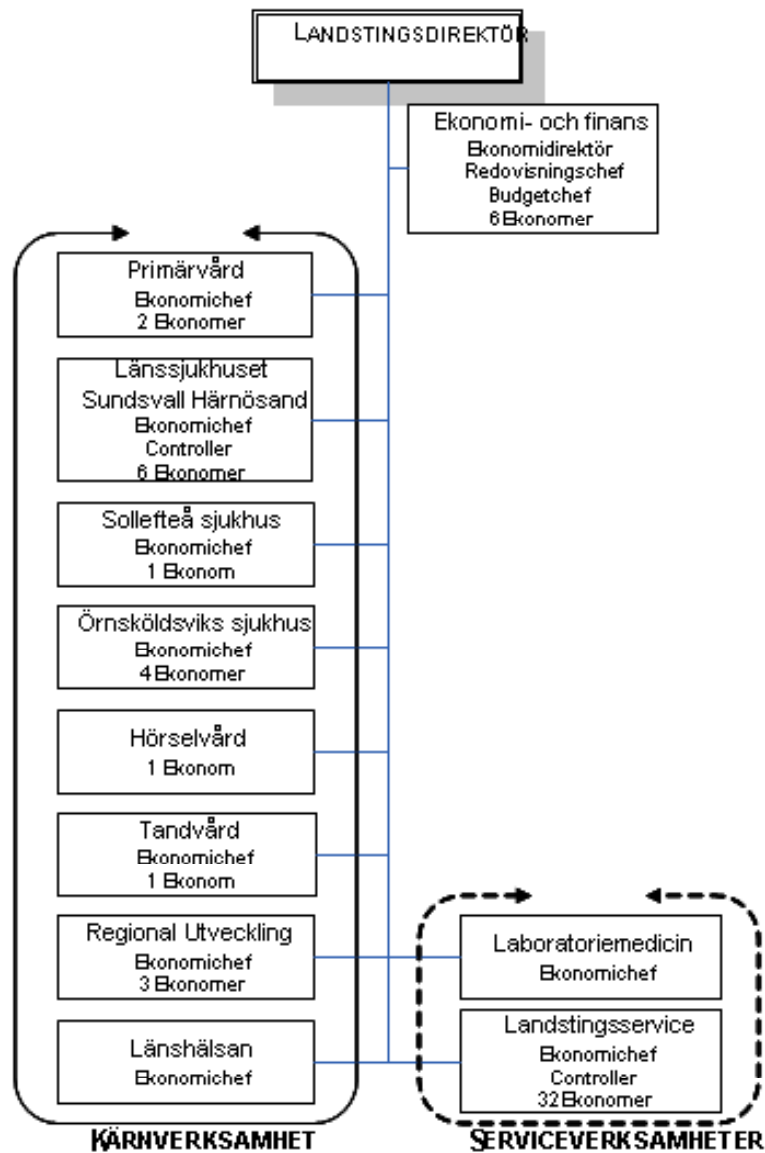 LANDSTINGSDIREKTÖR
Ekonomi- och finans
Ekonomidirektör
Redovisningschef
Budgetchef
6 Ekonomer
Primärvård
Ekonomichef
2 Ekonomer
Länssjukhuset
Sundsvall Härnösand
Ekonomichef
Controller
6 Ekonomer
Sollefteå sjukhus
Ekonomichef
1 Ekonom
Örnsköldsviks sjukhus
Ekonomichef
4 Ekonomer
Hörselvård
1 Ekonom
Tandvård
Ekonomichef
1 Ekonom
Regional Utveckling
Ekonomichef
3 Ekonomer
Länshälsan
Ekonomichef
KÄRNVERKSAMHET
Laboratoriemedicin
Ekonomichef
Landstingsservice
Ekonomichef
Controller
32 Ekonomer
SERVICEVERKSAMHETER